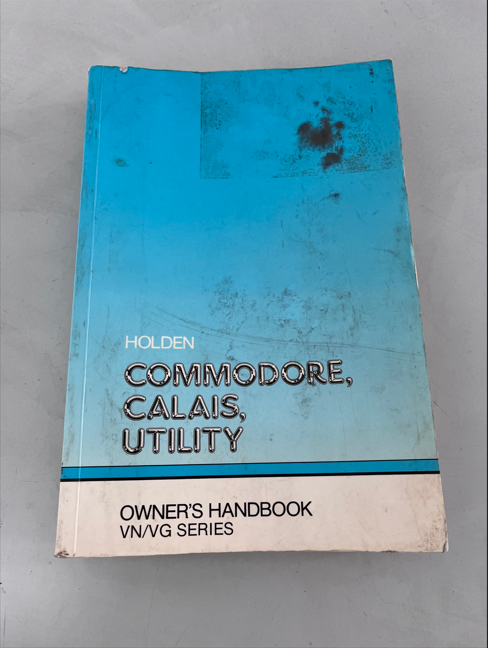 HOLDEN
COMMODORE,
CALAIS,
UTILITY
OWNER'S HANDBOOK
VN/VG SERIES